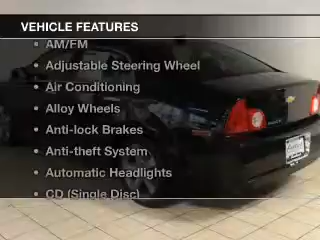 VEHICLE FEATURES
• AM/FM
• Adjustable Steering Wheel
• Air Conditioning
• Alloy Wheels
• Anti-lock Brakes
• Anti-theft System
• Automatic Headlights
• CD (Single Disc)